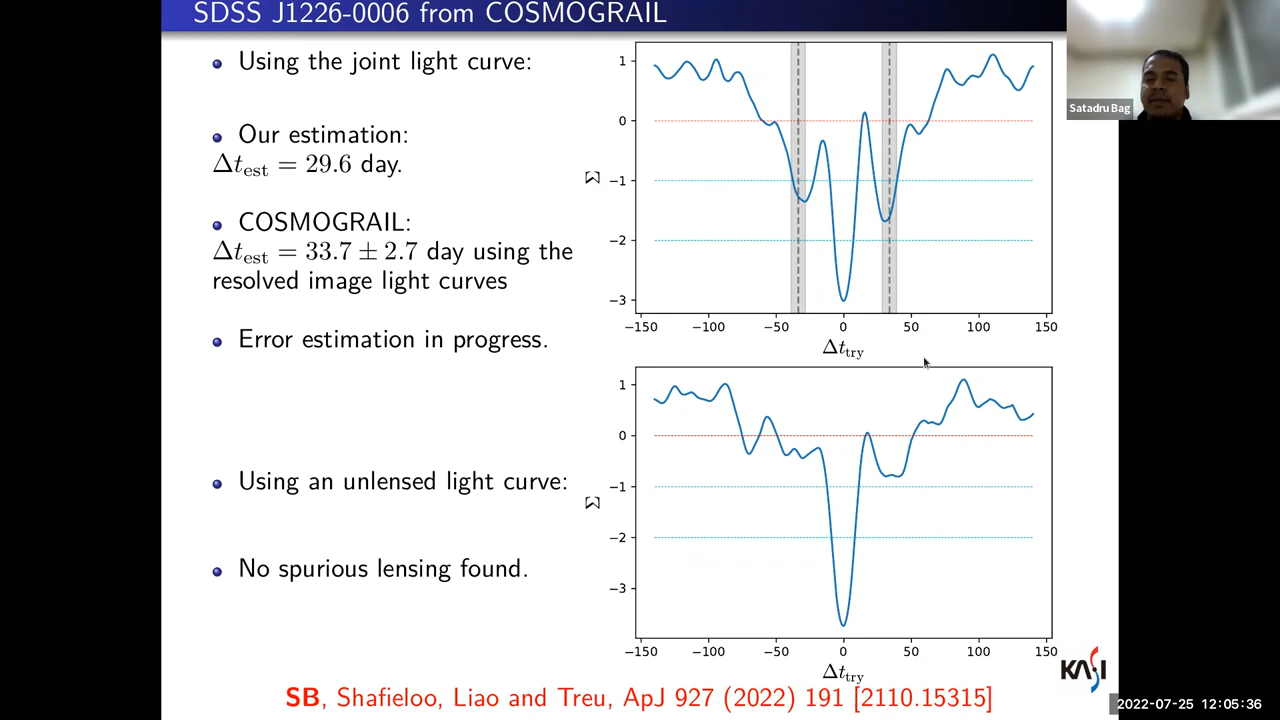 SDSS J1226-0006 from COSMOGRAIL
Using the joint light curve:
Our estimation:
Δt_est = 29.6 day.
COSMOGRAIL:
Δt_est = 33.7 ± 2.7 day using the
resolved image light curves
Error estimation in progress.
Using an unlensed light curve:
No spurious lensing found.
1
0
−1
−2
−3
Σ
−150 −100 −50 0 50 100 150
Δt_try
1
0
−1
−2
−3
Σ
−150 −100 −50 0 50 100 150
Δt_try
SB, Shafieloo, Liao and Treu, ApJ 927 (2022) 191 [2110.15315]
KASI
Satadru Bag
2022-07-25 12:05:36